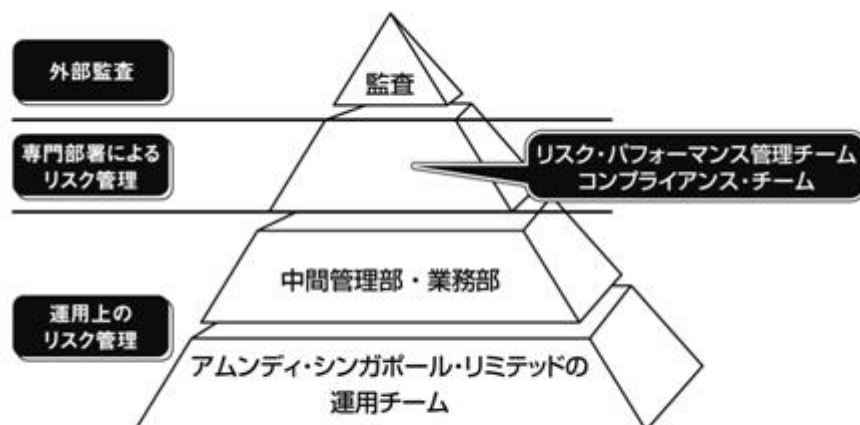 外部監査
監査
専門部署による
リスク管理
リスク・パフォーマンス管理チーム
コンプライアンス・チーム
中間管理部・業務部
運用上の
リスク管理
アムンディ・シンガポール・リミテッドの
運用チーム